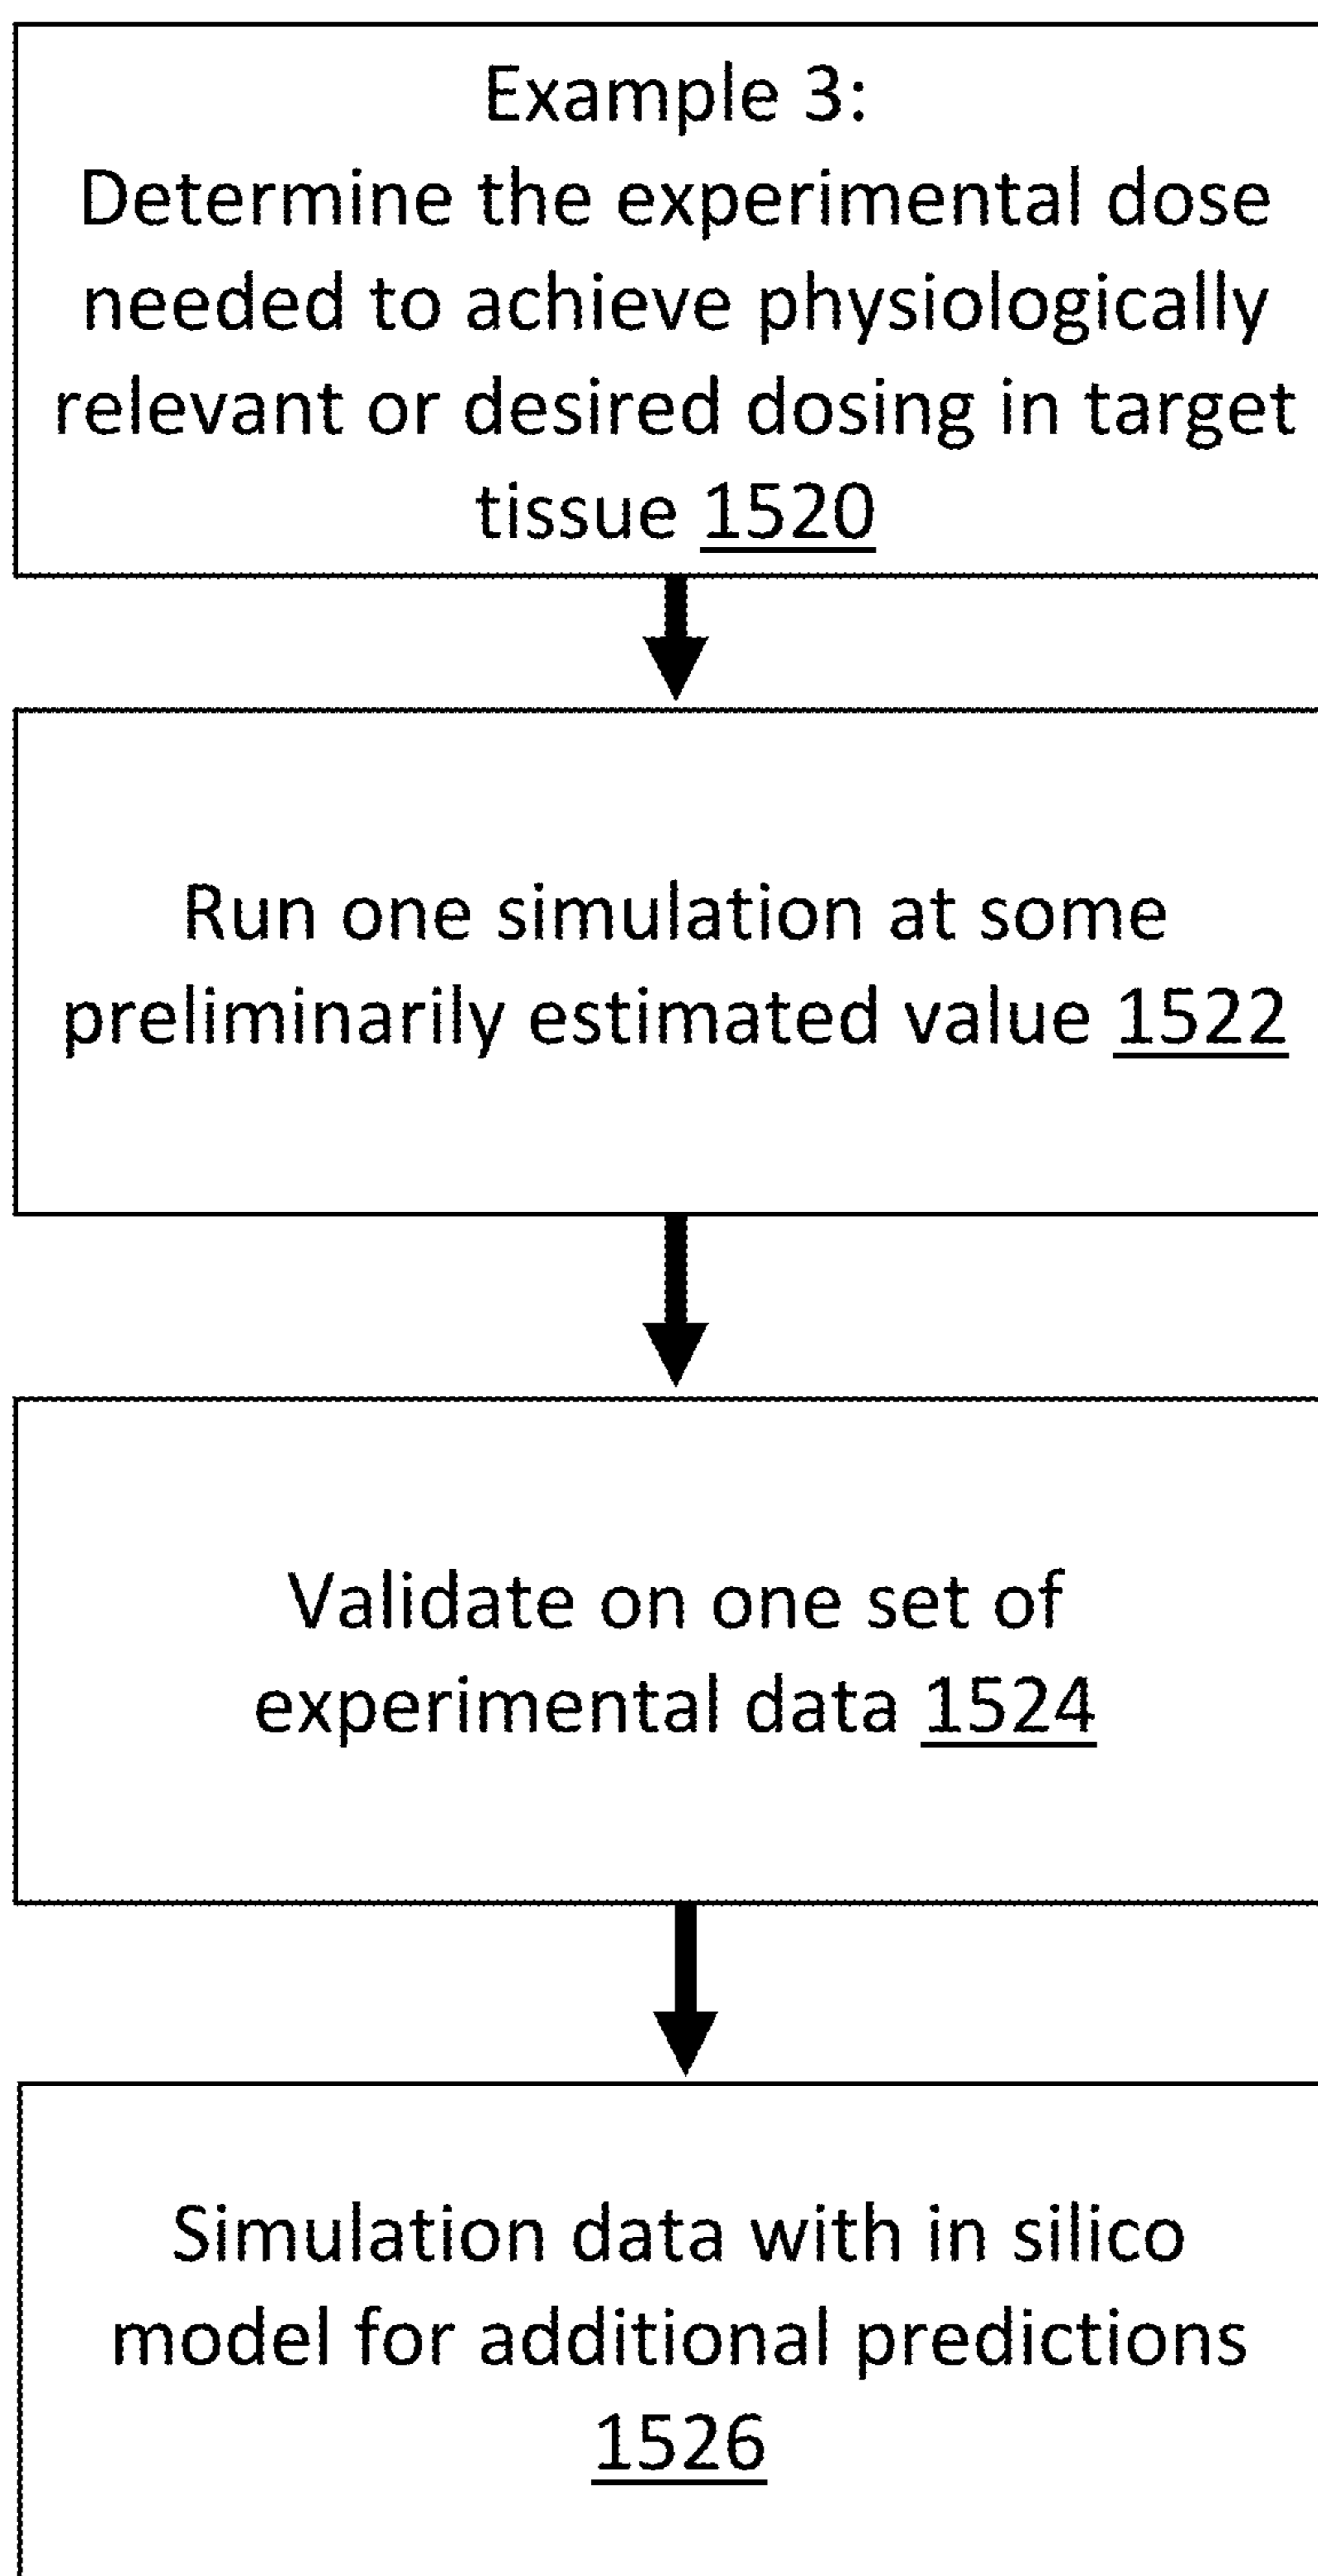 Example 3:
Determine the experimental dose
needed to achieve physiologically
relevant or desired dosing in target
tissue 1520
Run one simulation at some
preliminarily estimated value 1522
Validate on one set of
experimental data 1524
Simulation data with in silico
model for additional predictions
1526